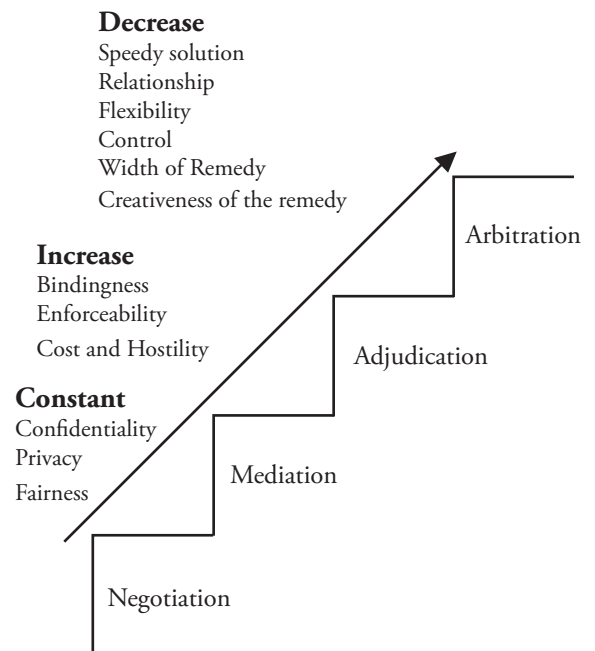 Decrease
Speedy solution
Relationship
Flexibility
Control
Width of Remedy
Creativeness of the remedy
Arbitration
Increase
Bindingness
Enforceability
Cost and Hostility
Adjudication
Constant
Confidentiality
Privacy
Fairness
Mediation
Negotiation